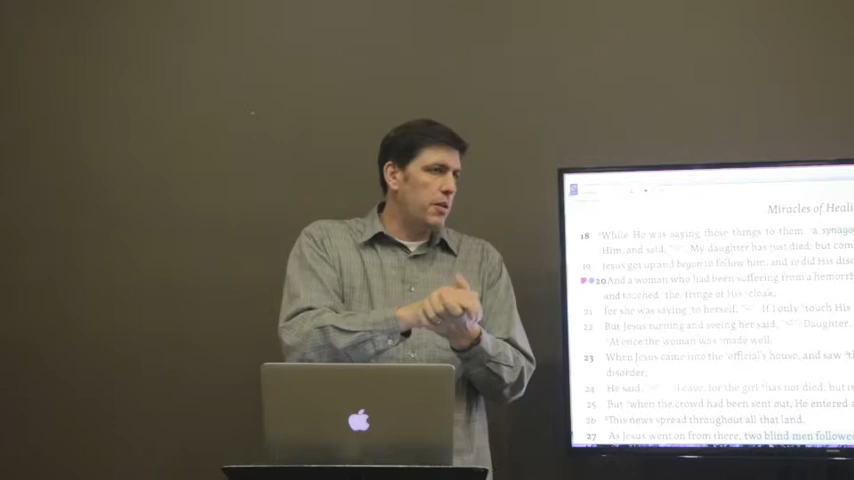 Miracles of Heali
18 While He was saying these things to them a synago
Him, and said, My daughter has just died; but com
19 Jesus got up and began to follow him, and so did His disc
20 And a woman who had been suffering from a hemorrh
and touched the fringe of His cloak;
21 for she was saying to herself, If I only touch His
22 But Jesus turning and seeing her said, Daughter,
At once the woman was made well.
23 When Jesus came into the official's house, and saw
disorder,
24 He said, Leave; for the girl has not died, but is
25 But when the crowd had been sent out, He entered a
26 This news spread throughout all that land.
27 As Jesus went on from there, two blind men followe